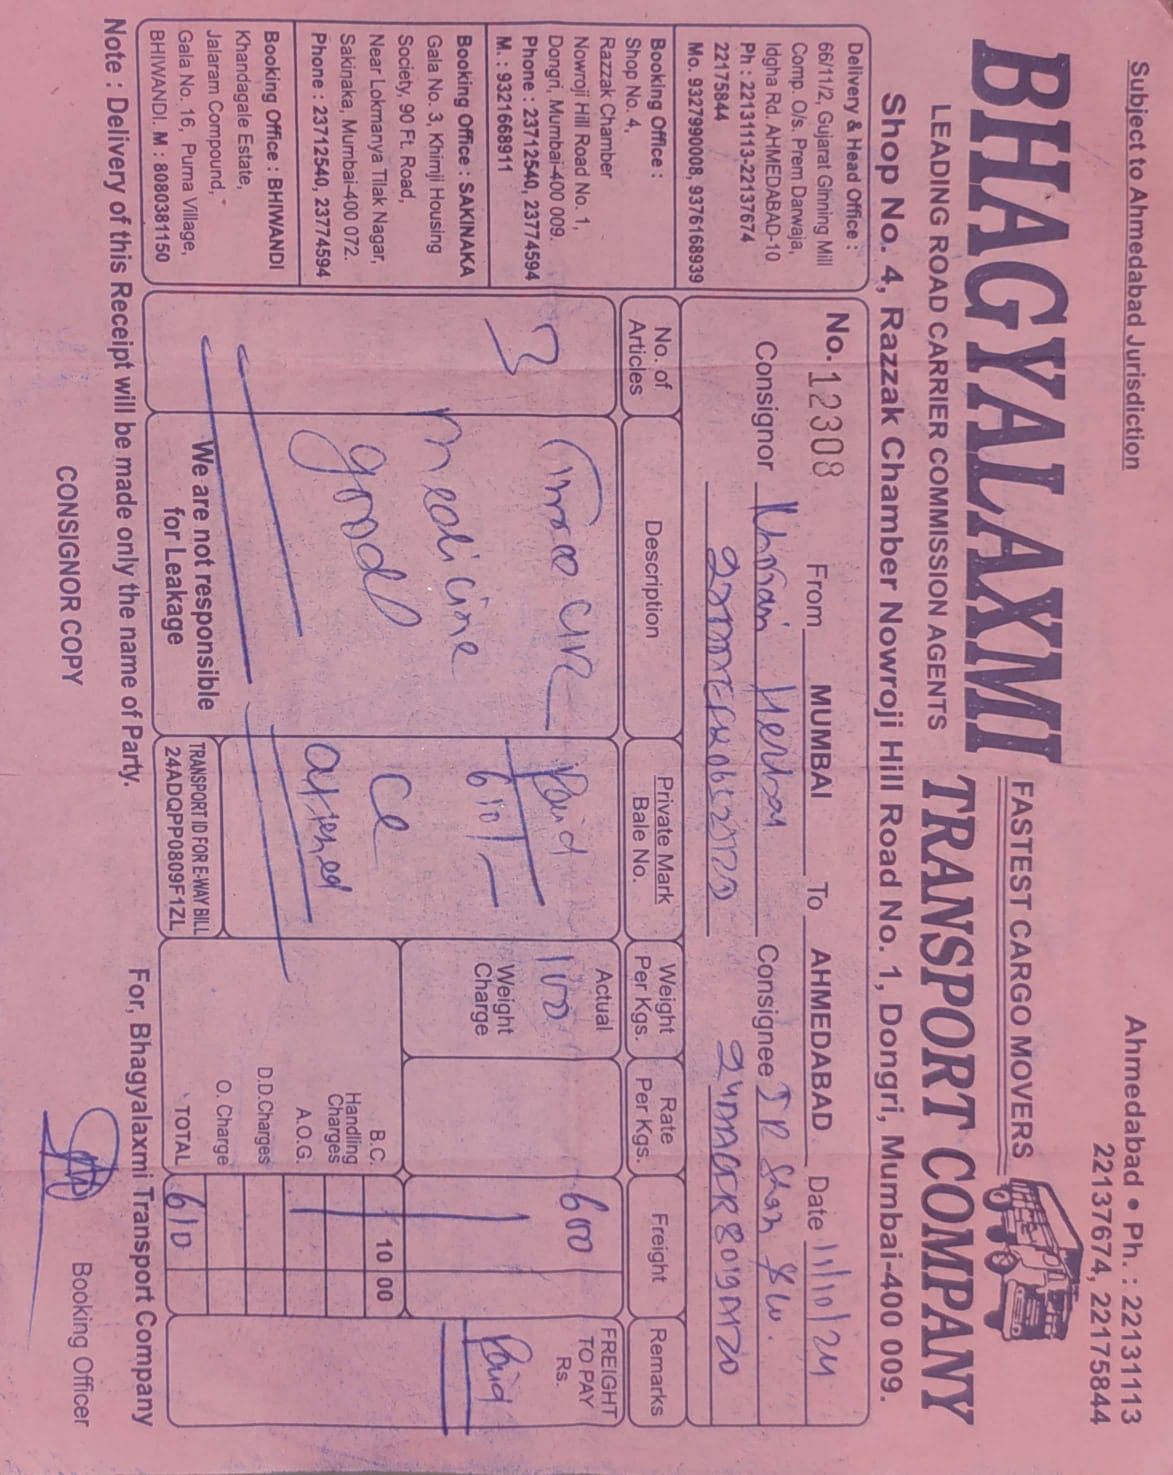 Subject to Ahmedabad Jurisdiction
Ahmedabad • Ph. : 22131113
22137674, 22175844
BHAGYALAXMI
FASTEST CARGO MOVERS
TRANSPORT COMPANY
LEADING ROAD CARRIER COMMISSION AGENTS
Shop No. 4, Razzak Chamber Nowroji Hill Road No. 1, Dongri, Mumbai-400 009.
Delivery & Head Office :
66/11/2, Gujarat Ginning Mill
Comp. O/s. Prem Darwaja,
Idgha Rd. AHMEDABAD-10
Ph : 22131113-22137674
22175844
Mo. 9327990008, 9376168939
Booking Office :
Shop No. 4,
Razzak Chamber
Nowroji Hill Road No. 1,
Dongri, Mumbai-400 009.
Phone : 23712540, 23774594
M. : 9321668911
Booking Office : SAKINAKA
Gala No. 3, Khimji Housing
Society, 90 Ft. Road,
Near Lokmanya Tilak Nagar,
Sakinaka, Mumbai-400 072.
Phone : 23712540, 23774594
Booking Office : BHIWANDI
Khandagale Estate,
Jalaram Compound,
Gala No. 16, Purna Village,
BHIWANDI. M : 8080381150
No. 12308 From MUMBAI To AHMEDABAD Date 11/10/24
Consignor Consignee J R Shah
No. of Articles
Description
Private Mark
Bale No.
Weight Per Kgs.
Rate Per Kgs.
Freight
Remarks
3
Three
medicine
good
Paid
610/-
Actual
100
Weight Charge
600
FREIGHT TO PAY Rs.
Paid
B.C. 10 00
Handling Charges
A.O.G.
D.D.Charges
O. Charge
TOTAL 610
We are not responsible for Leakage
TRANSPORT ID FOR E-WAY BILL
24ADQPP0809F1ZL
Note : Delivery of this Receipt will be made only the name of Party.
For, Bhagyalaxmi Transport Company
CONSIGNOR COPY
Booking Officer